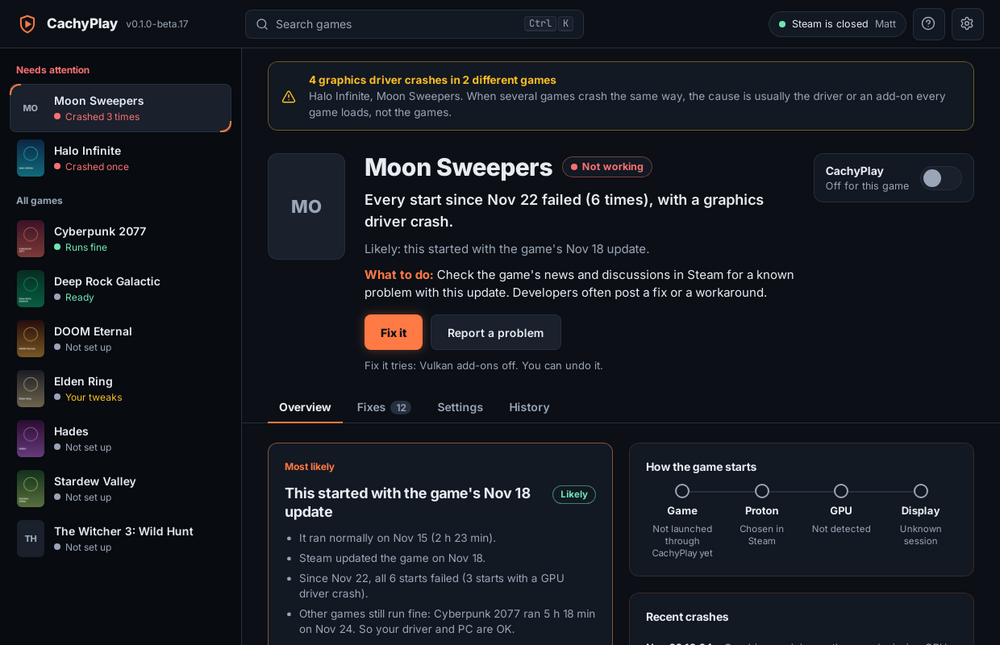 CachyPlay v0.1.0-beta.17
Search games
Ctrl K
Steam is closed Matt
Needs attention
MO
Moon Sweepers
Crashed 3 times
Halo Infinite
Crashed once
All games
Cyberpunk 2077
Runs fine
Deep Rock Galactic
Ready
DOOM Eternal
Not set up
Elden Ring
Your tweaks
Hades
Not set up
Stardew Valley
Not set up
TH
The Witcher 3: Wild Hunt
Not set up
4 graphics driver crashes in 2 different games
Halo Infinite, Moon Sweepers. When several games crash the same way, the cause is usually the driver or an add-on every
game loads, not the games.
MO
Moon Sweepers
Not working
Every start since Nov 22 failed (6 times), with a graphics
driver crash.
Likely: this started with the game's Nov 18 update.
What to do: Check the game's news and discussions in Steam for a known
problem with this update. Developers often post a fix or a workaround.
Fix it
Report a problem
Fix it tries: Vulkan add-ons off. You can undo it.
CachyPlay
Off for this game
Overview
Fixes 12
Settings
History
Most likely
This started with the game's Nov 18
update
Likely
• It ran normally on Nov 15 (2 h 23 min).
• Steam updated the game on Nov 18.
• Since Nov 22, all 6 starts failed (3 starts with a GPU
driver crash).
• Other games still run fine: Cyberpunk 2077 ran 5 h 18 min
on Nov 24. So your driver and PC are OK.
How the game starts
Game
Not launched
through
CachyPlay yet
Proton
Chosen in
Steam
GPU
Not detected
Display
Unknown
session
Recent crashes